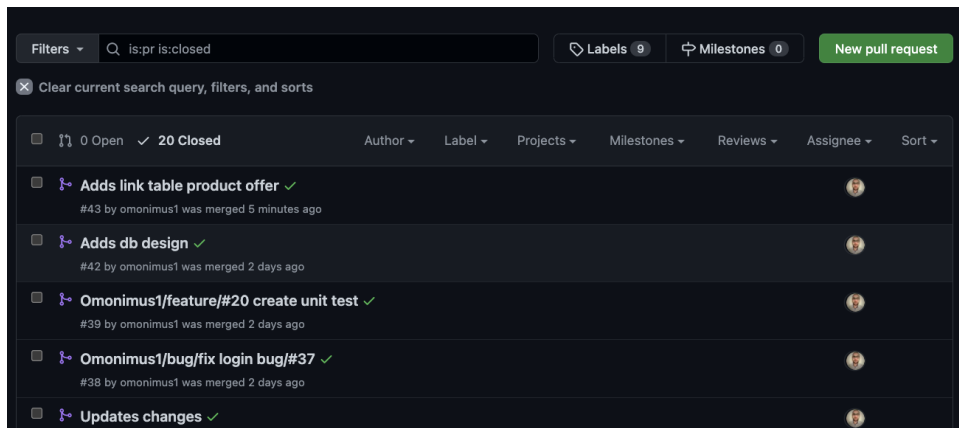 Filters
is:pr is:closed
Labels 9
Milestones 0
New pull request
Clear current search query, filters, and sorts
0 Open 20 Closed Author Label Projects Milestones Reviews Assignee Sort
Adds link table product offer
#43 by omonimus1 was merged 5 minutes ago
Adds db design
#42 by omonimus1 was merged 2 days ago
Omonimus1/feature/#20 create unit test
#39 by omonimus1 was merged 2 days ago
Omonimus1/bug/fix login bug/#37
#38 by omonimus1 was merged 2 days ago
Updates changes